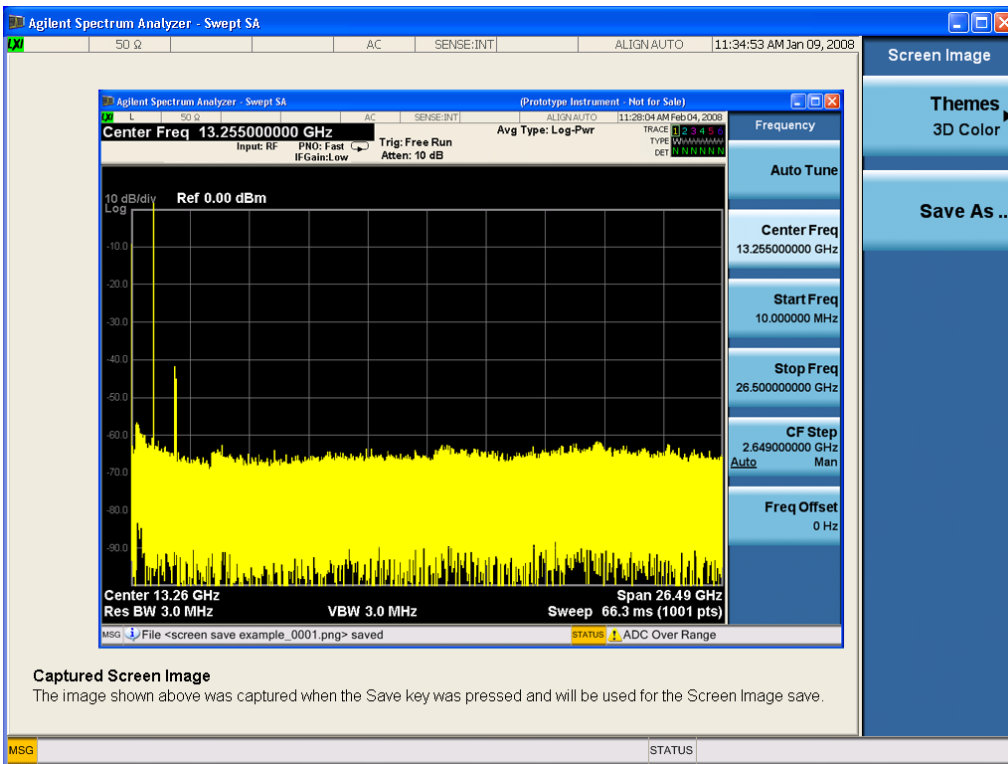 Agilent Spectrum Analyzer - Swept SA
LXI 50 Ω AC SENSE:INT ALIGN AUTO 11:34:53 AM Jan 09, 2008
Screen Image
Themes
3D Color
Save As ..
Agilent Spectrum Analyzer - Swept SA (Prototype Instrument - Not for Sale)
LXI L 50 Ω AC SENSE:INT ALIGN AUTO 11:28:04 AM Feb 04, 2008
Center Freq 13.255000000 GHz
Input: RF
PNO: Fast
IFGain:Low
Trig: Free Run
Atten: 10 dB
Avg Type: Log-Pwr
TRACE 1 2 3 4 5 6
TYPE WWWWWW
DET N N N N N N
10 dB/div Ref 0.00 dBm
Log
-10.0
-20.0
-30.0
-40.0
-50.0
-60.0
-70.0
-80.0
-90.0
Center 13.26 GHz Span 26.49 GHz
Res BW 3.0 MHz VBW 3.0 MHz Sweep 66.3 ms (1001 pts)
MSG File <screen save example_0001.png> saved STATUS ADC Over Range
Frequency
Auto Tune
Center Freq
13.255000000 GHz
Start Freq
10.000000 MHz
Stop Freq
26.500000000 GHz
CF Step
2.649000000 GHz
Auto Man
Freq Offset
0 Hz
Captured Screen Image
The image shown above was captured when the Save key was pressed and will be used for the Screen Image save.
MSG STATUS